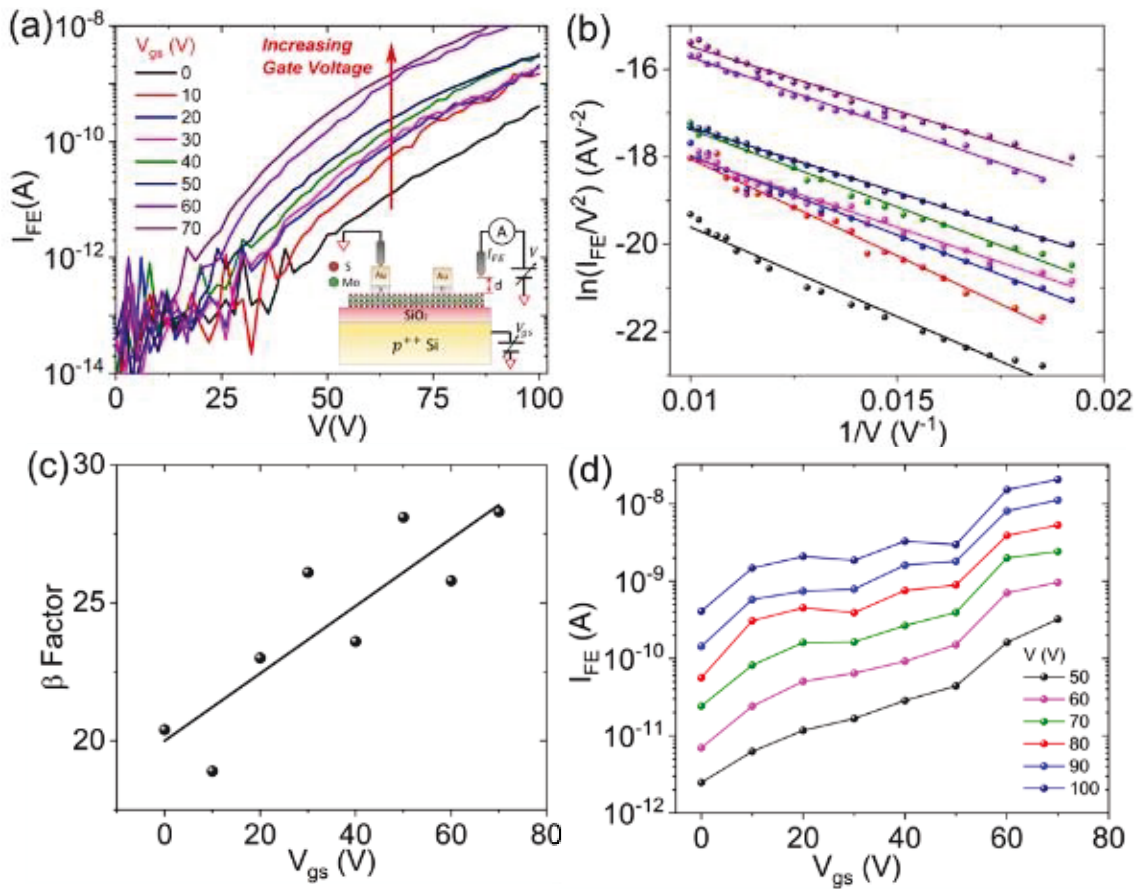 (a)
10⁻⁸
10⁻¹⁰
10⁻¹²
10⁻¹⁴
I_FE(A)
V_gs (V)
0
10
20
30
40
50
60
70
Increasing
Gate Voltage
S
Mo
Au
Au
I_FE
A
V
d
SiO₂
p⁺⁺ Si
V_gs
0
25
50
75
100
V(V)
(b)
-16
-18
-20
-22
ln(I_FE/V²) (AV⁻²)
0.01
0.015
0.02
1/V (V⁻¹)
(c)
30
25
20
β Factor
0
20
40
60
80
V_gs (V)
(d)
10⁻⁸
10⁻⁹
10⁻¹⁰
10⁻¹¹
10⁻¹²
I_FE (A)
V (V)
50
60
70
80
90
100
0
20
40
60
80
V_gs (V)